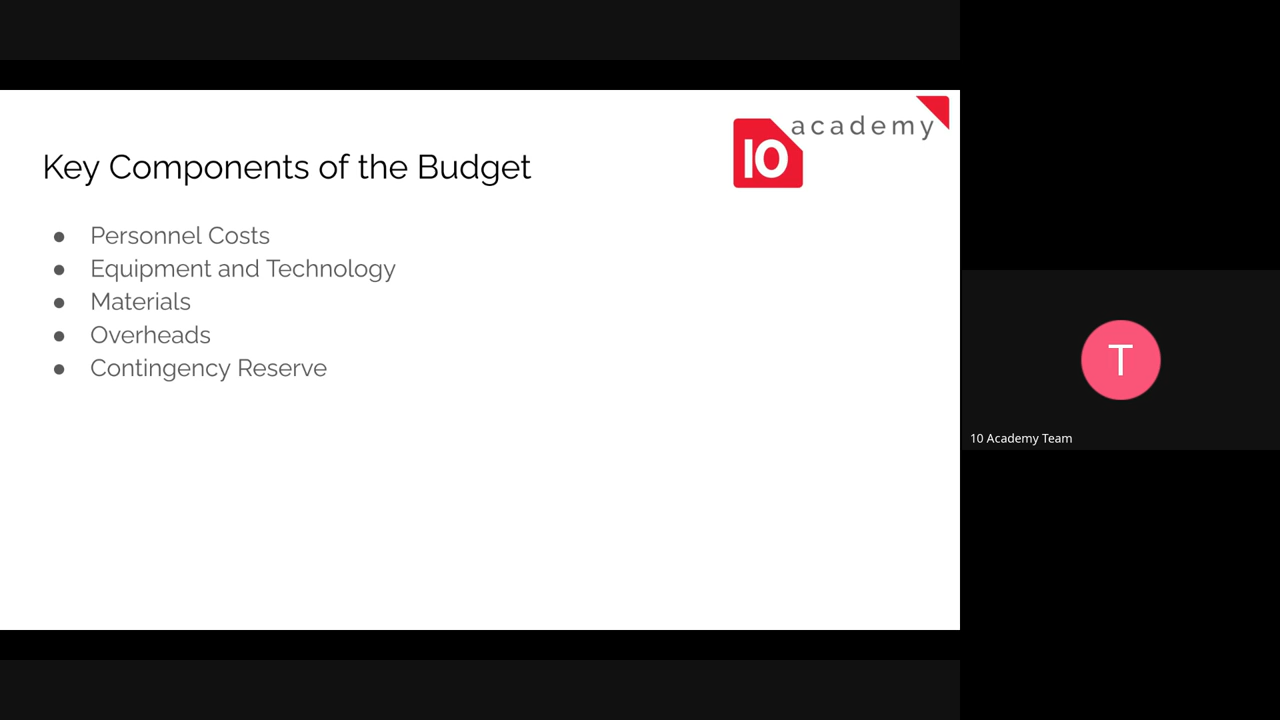 academy
10
Key Components of the Budget
● Personnel Costs
● Equipment and Technology
● Materials
● Overheads
● Contingency Reserve
T
10 Academy Team